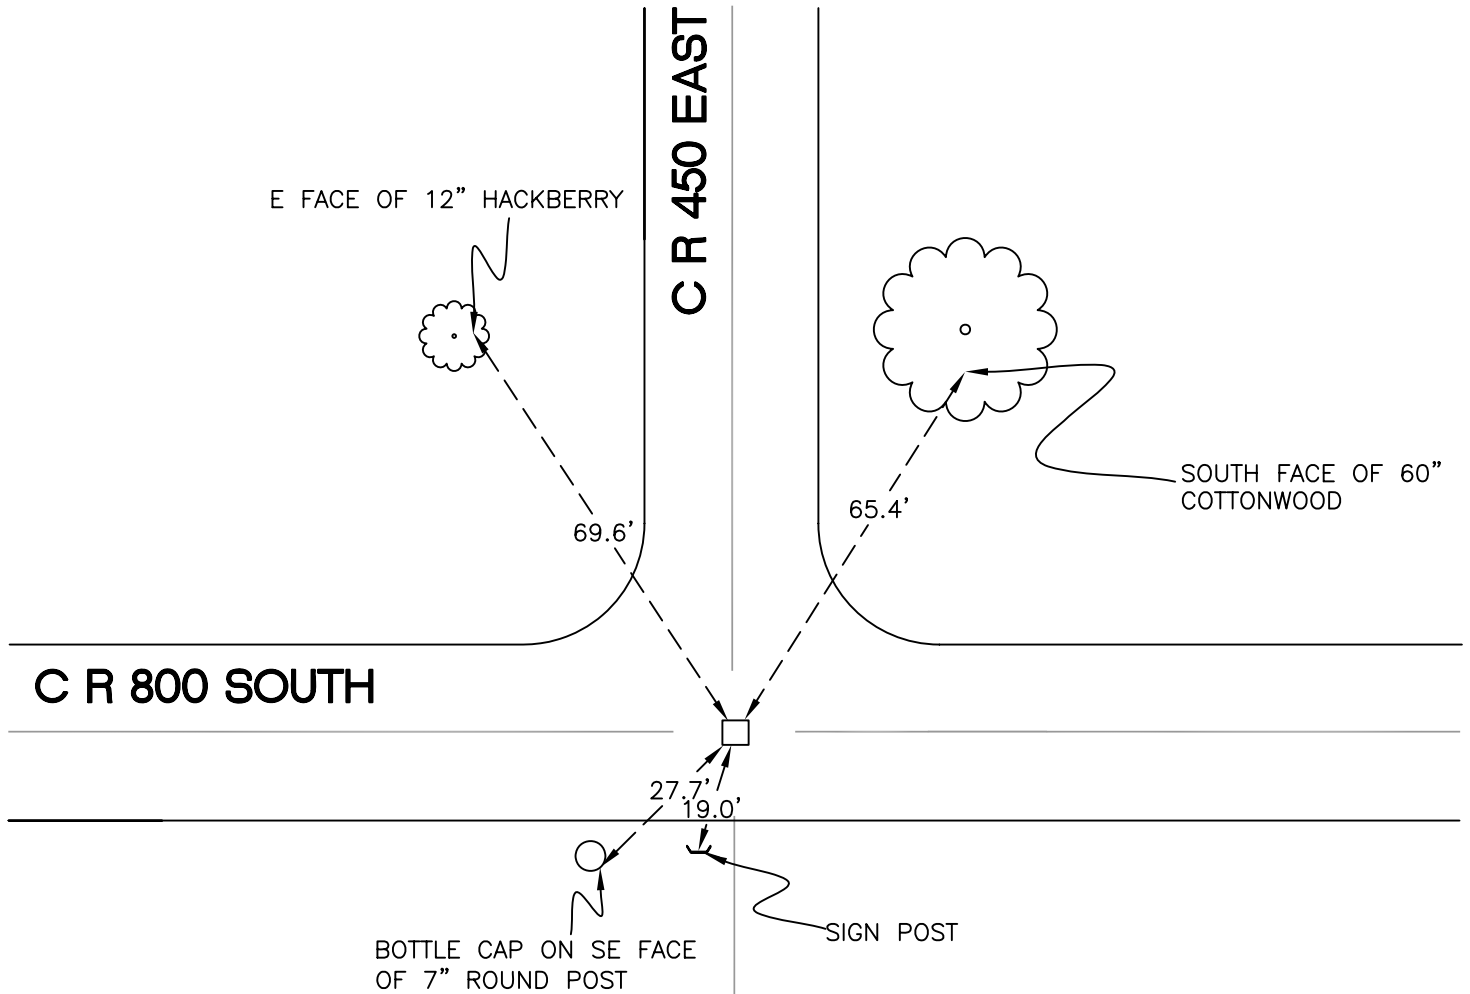 C R 450 EAST
E FACE OF 12" HACKBERRY
SOUTH FACE OF 60"
COTTONWOOD
65.4'
69.6'
C R 800 SOUTH
27.7'
19.0'
SIGN POST
BOTTLE CAP ON SE FACE
OF 7" ROUND POST